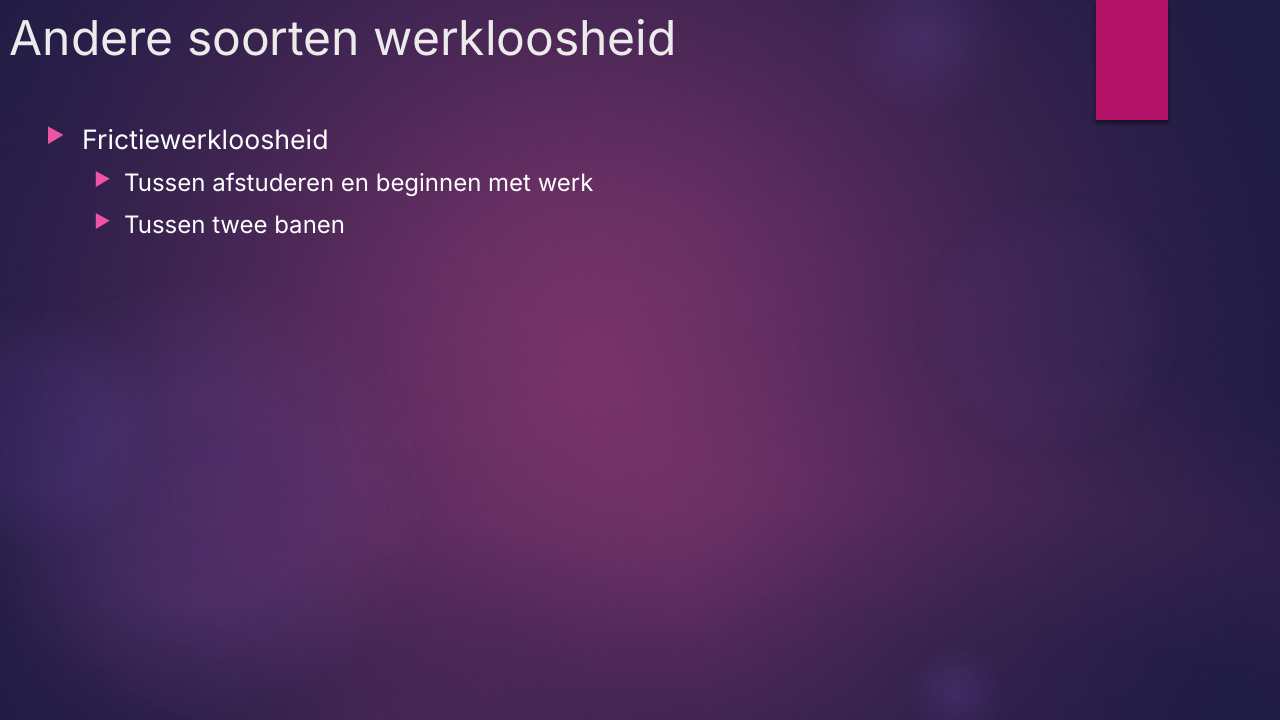 Andere soorten werkloosheid
Frictiewerkloosheid
Tussen afstuderen en beginnen met werk
Tussen twee banen